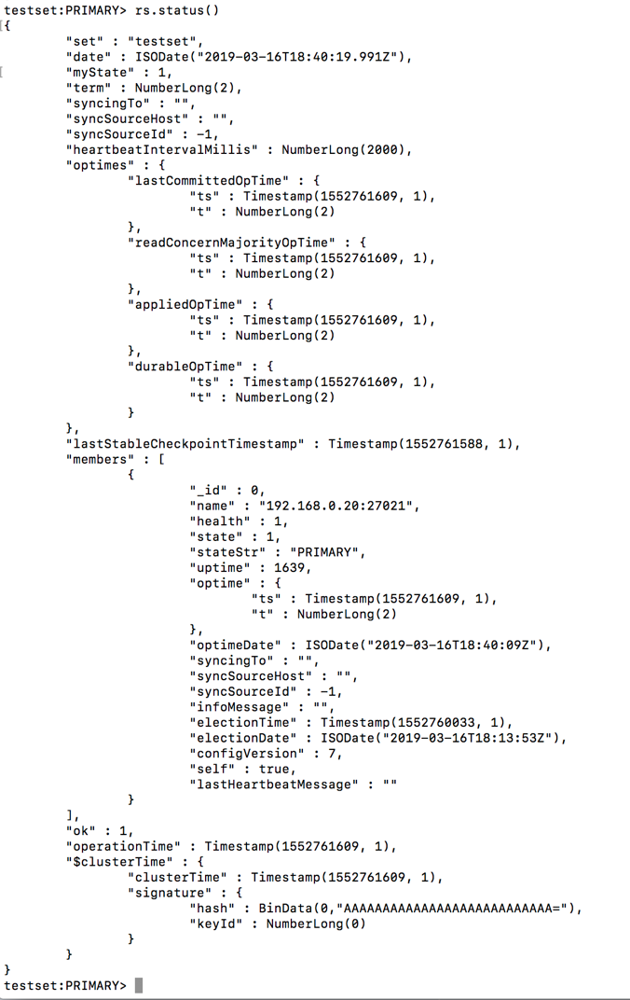 testset:PRIMARY> rs.status()
{
        "set" : "testset",
        "date" : ISODate("2019-03-16T18:40:19.991Z"),
        "myState" : 1,
        "term" : NumberLong(2),
        "syncingTo" : "",
        "syncSourceHost" : "",
        "syncSourceId" : -1,
        "heartbeatIntervalMillis" : NumberLong(2000),
        "optimes" : {
                "lastCommittedOpTime" : {
                        "ts" : Timestamp(1552761609, 1),
                        "t" : NumberLong(2)
                },
                "readConcernMajorityOpTime" : {
                        "ts" : Timestamp(1552761609, 1),
                        "t" : NumberLong(2)
                },
                "appliedOpTime" : {
                        "ts" : Timestamp(1552761609, 1),
                        "t" : NumberLong(2)
                },
                "durableOpTime" : {
                        "ts" : Timestamp(1552761609, 1),
                        "t" : NumberLong(2)
                }
        },
        "lastStableCheckpointTimestamp" : Timestamp(1552761588, 1),
        "members" : [
                {
                        "_id" : 0,
                        "name" : "192.168.0.20:27021",
                        "health" : 1,
                        "state" : 1,
                        "stateStr" : "PRIMARY",
                        "uptime" : 1639,
                        "optime" : {
                                "ts" : Timestamp(1552761609, 1),
                                "t" : NumberLong(2)
                        },
                        "optimeDate" : ISODate("2019-03-16T18:40:09Z"),
                        "syncingTo" : "",
                        "syncSourceHost" : "",
                        "syncSourceId" : -1,
                        "infoMessage" : "",
                        "electionTime" : Timestamp(1552760033, 1),
                        "electionDate" : ISODate("2019-03-16T18:13:53Z"),
                        "configVersion" : 7,
                        "self" : true,
                        "lastHeartbeatMessage" : ""
                }
        ],
        "ok" : 1,
        "operationTime" : Timestamp(1552761609, 1),
        "$clusterTime" : {
                "clusterTime" : Timestamp(1552761609, 1),
                "signature" : {
                        "hash" : BinData(0,"AAAAAAAAAAAAAAAAAAAAAAAAAAA="),
                        "keyId" : NumberLong(0)
                }
        }
}
testset:PRIMARY>